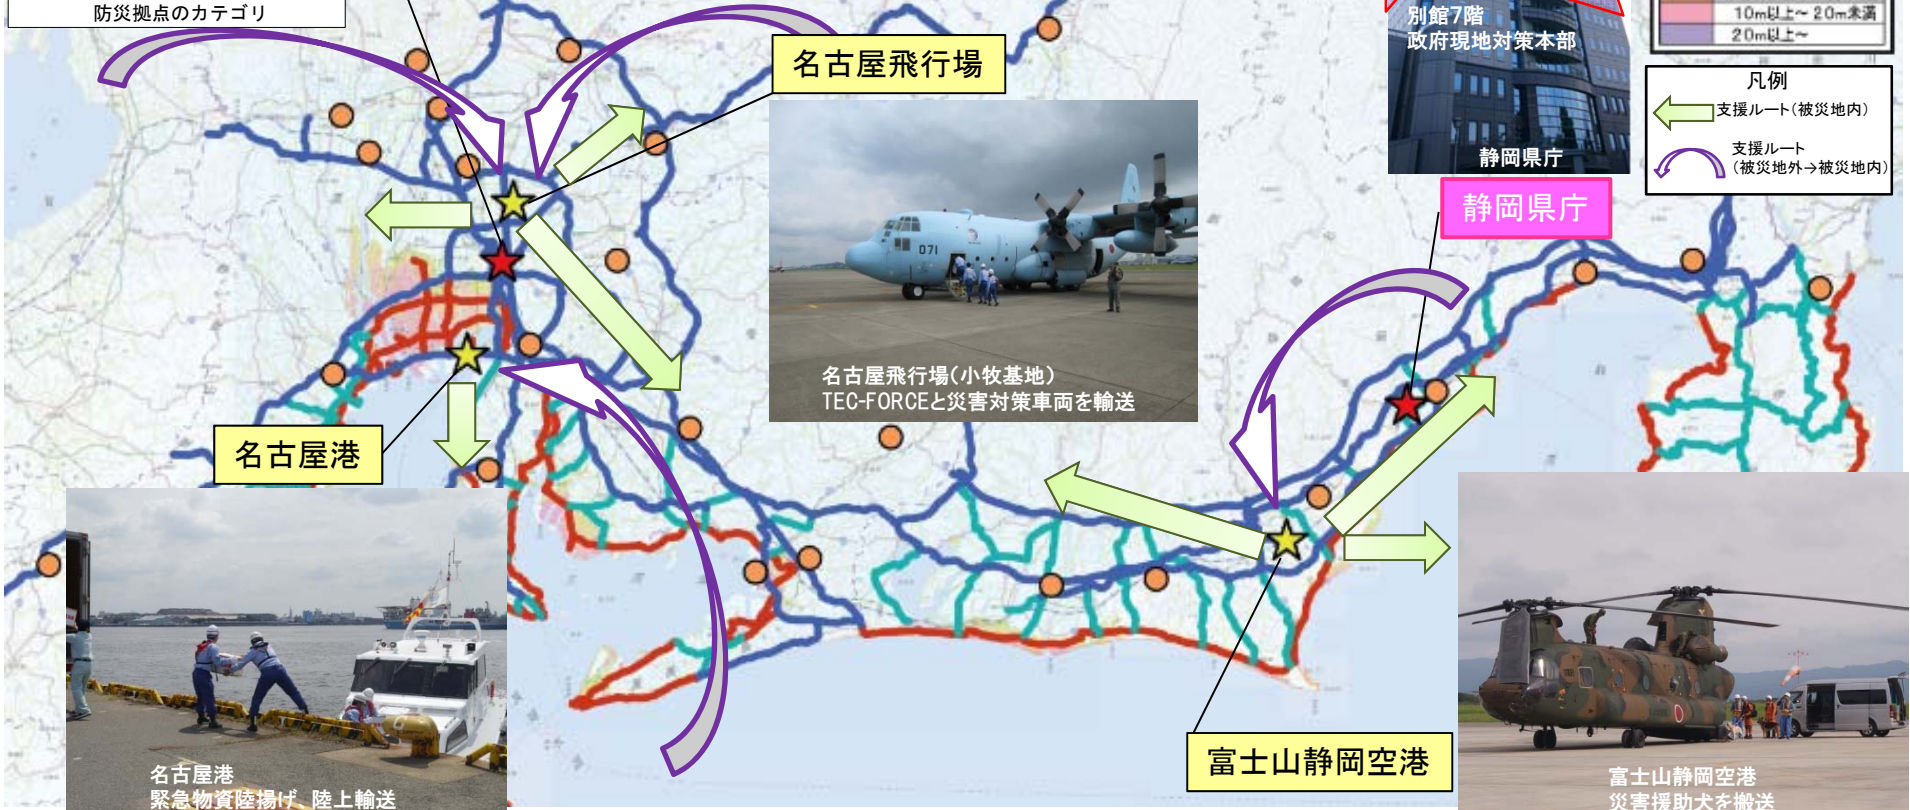 防災拠点のカテゴリ
名古屋飛行場
別館7階
政府現地対策本部
静岡県庁
10m以上~20m未満
20m以上~
凡例
支援ルート(被災地内)
支援ルート
(被災地外→被災地内)
静岡県庁
071
名古屋飛行場(小牧基地)
TEC-FORCEと災害対策車両を輸送
名古屋港
名古屋港
緊急物資陸揚げ、陸上輸送
富士山静岡空港
富士山静岡空港
災害援助犬を搬送